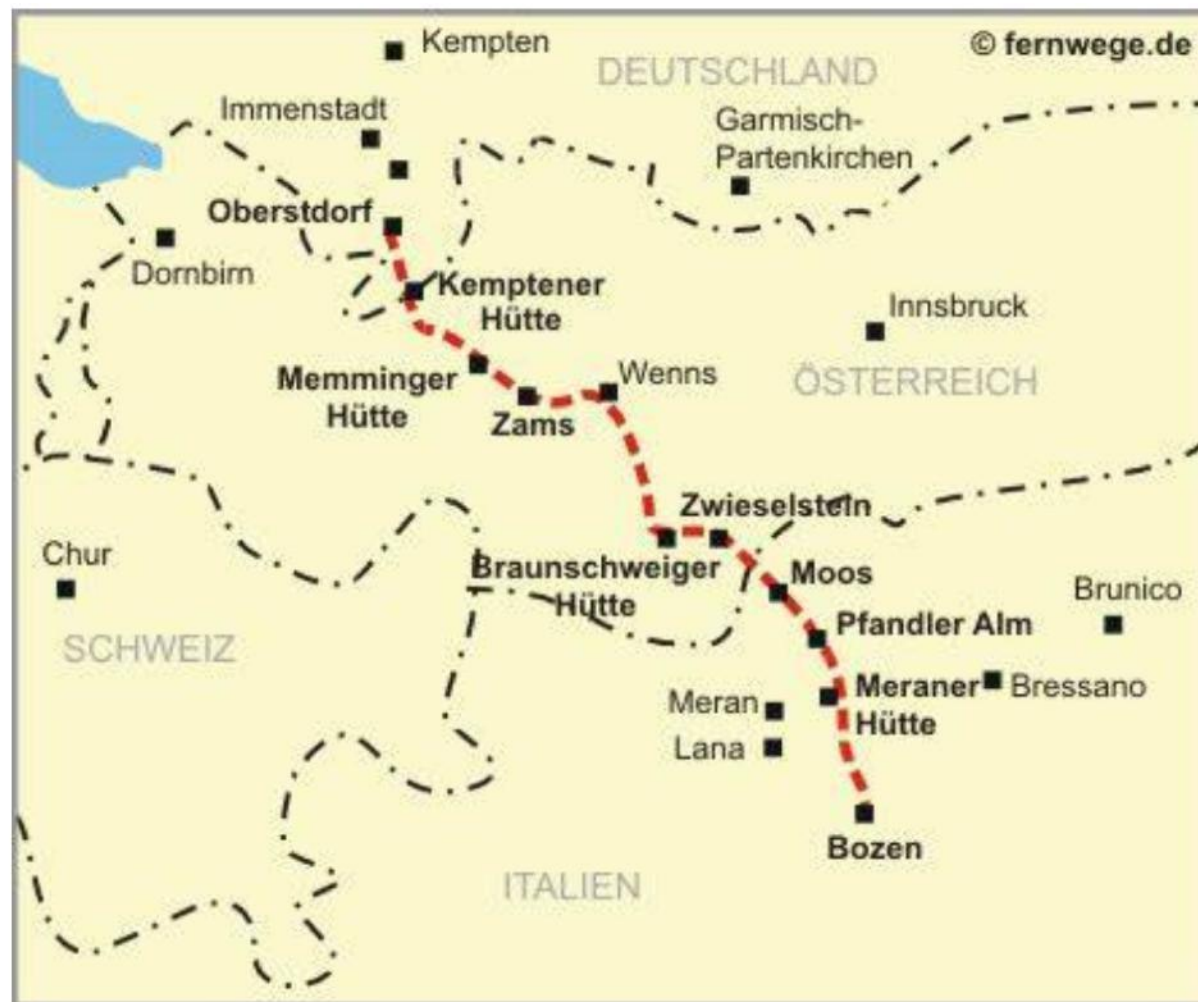 Kempten
© fernwege.de
DEUTSCHLAND
Immenstadt
Garmisch-
Partenkirchen
Oberstdorf
Dornbirn
Kemptener
Hütte
Innsbruck
Memminger
Hütte
Wenns
ÖSTERREICH
Zams
Zwieselstein
Chur
Braunschweiger
Hütte
Moos
Brunico
SCHWEIZ
Pfandler Alm
Meran
Meraner
Hütte
Bressano
Lana
Bozen
ITALIEN